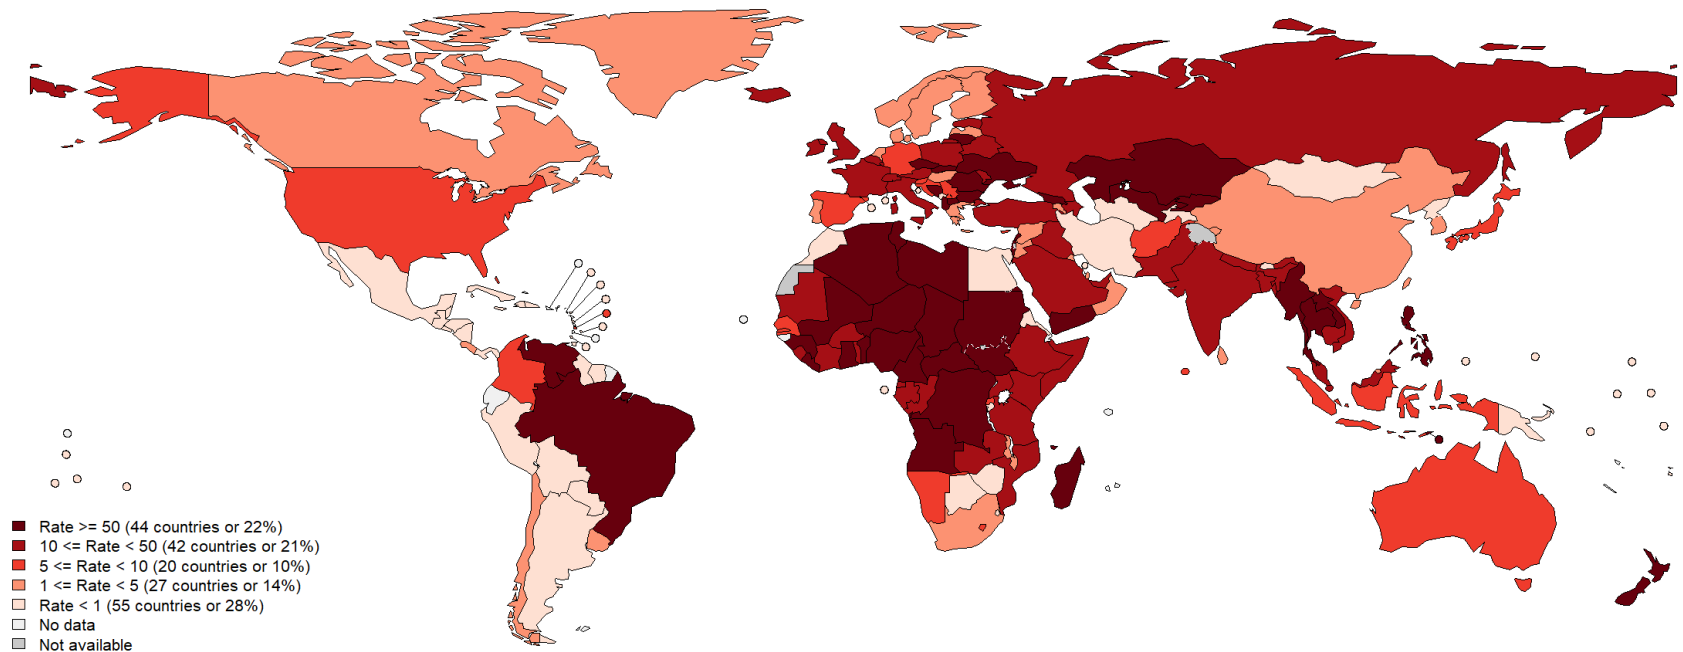 Rate >= 50 (44 countries or 22%)
10 <= Rate < 50 (42 countries or 21%)
5 <= Rate < 10 (20 countries or 10%)
1 <= Rate < 5 (27 countries or 14%)
Rate < 1 (55 countries or 28%)
No data
Not available